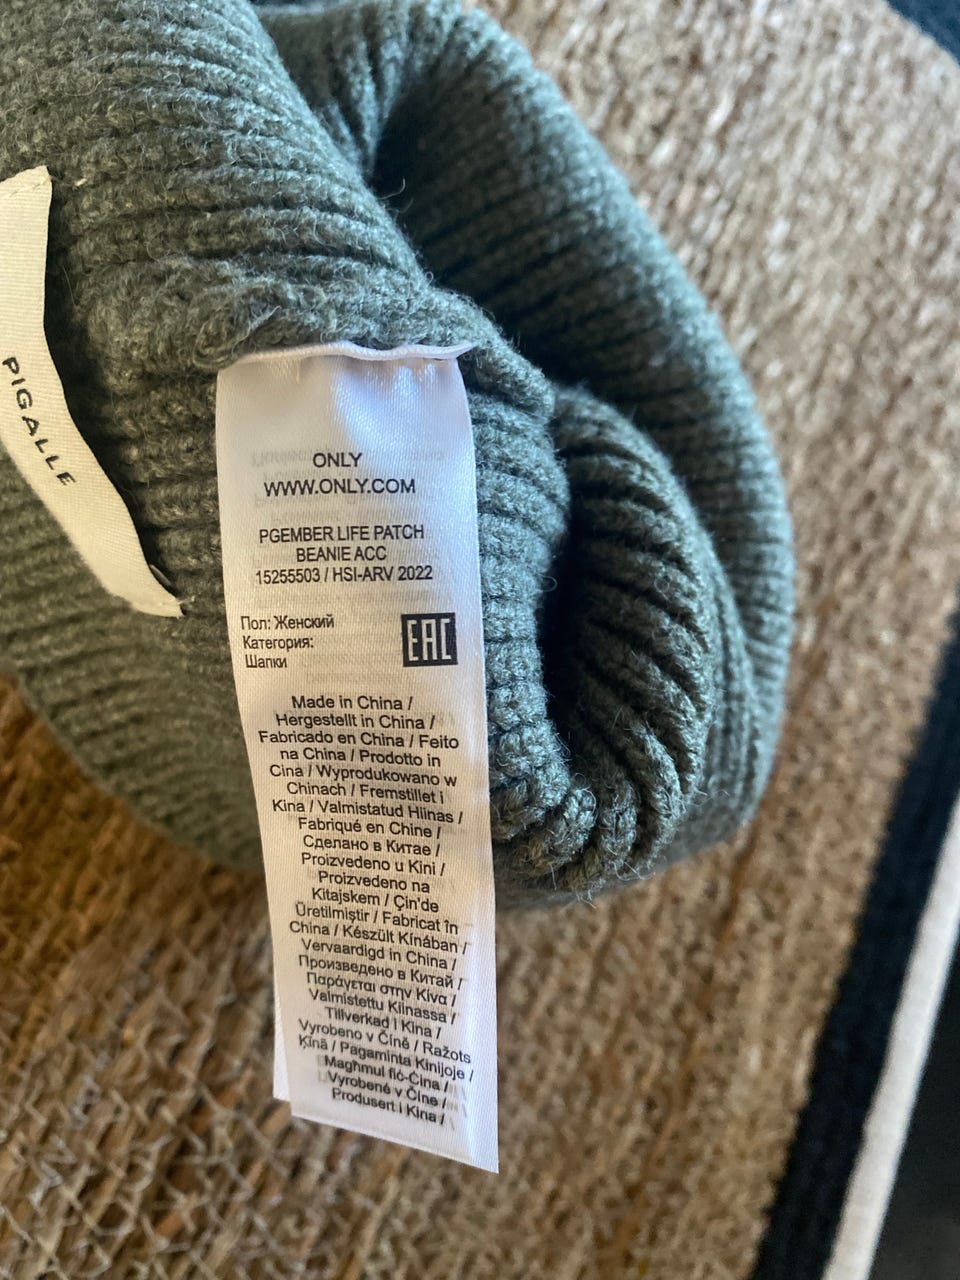 PIGALLE
ONLY
WWW.ONLY.COM
PGEMBER LIFE PATCH
BEANIE ACC
15255503 / HSI-ARV 2022
Пол: Женский
Категория:
Шапки
EAC
Made in China /
Hergestellt in China /
Fabricado en China / Feito
na China / Prodotto in
Cina / Wyprodukowano w
Chinach / Fremstillet i
Kina / Valmistatud Hiinas /
Fabriqué en Chine /
Сделано в Китае /
Proizvedeno u Kini /
Proizvedeno na
Kitajskem / Çin'de
Üretilmiştir / Fabricat în
China / Készült Kínában /
Vervaardigd in China /
Произведено в Китай /
Παράγεται στην Κίνα /
Valmistettu Kiinassa /
Tillverkad i Kina /
Vyrobeno v Číně / Ražots
Ķīnā / Pagaminta Kinijoje /
Magħmul fiċ-Ċina /
Vyrobené v Číne /
Produsert i Kina /